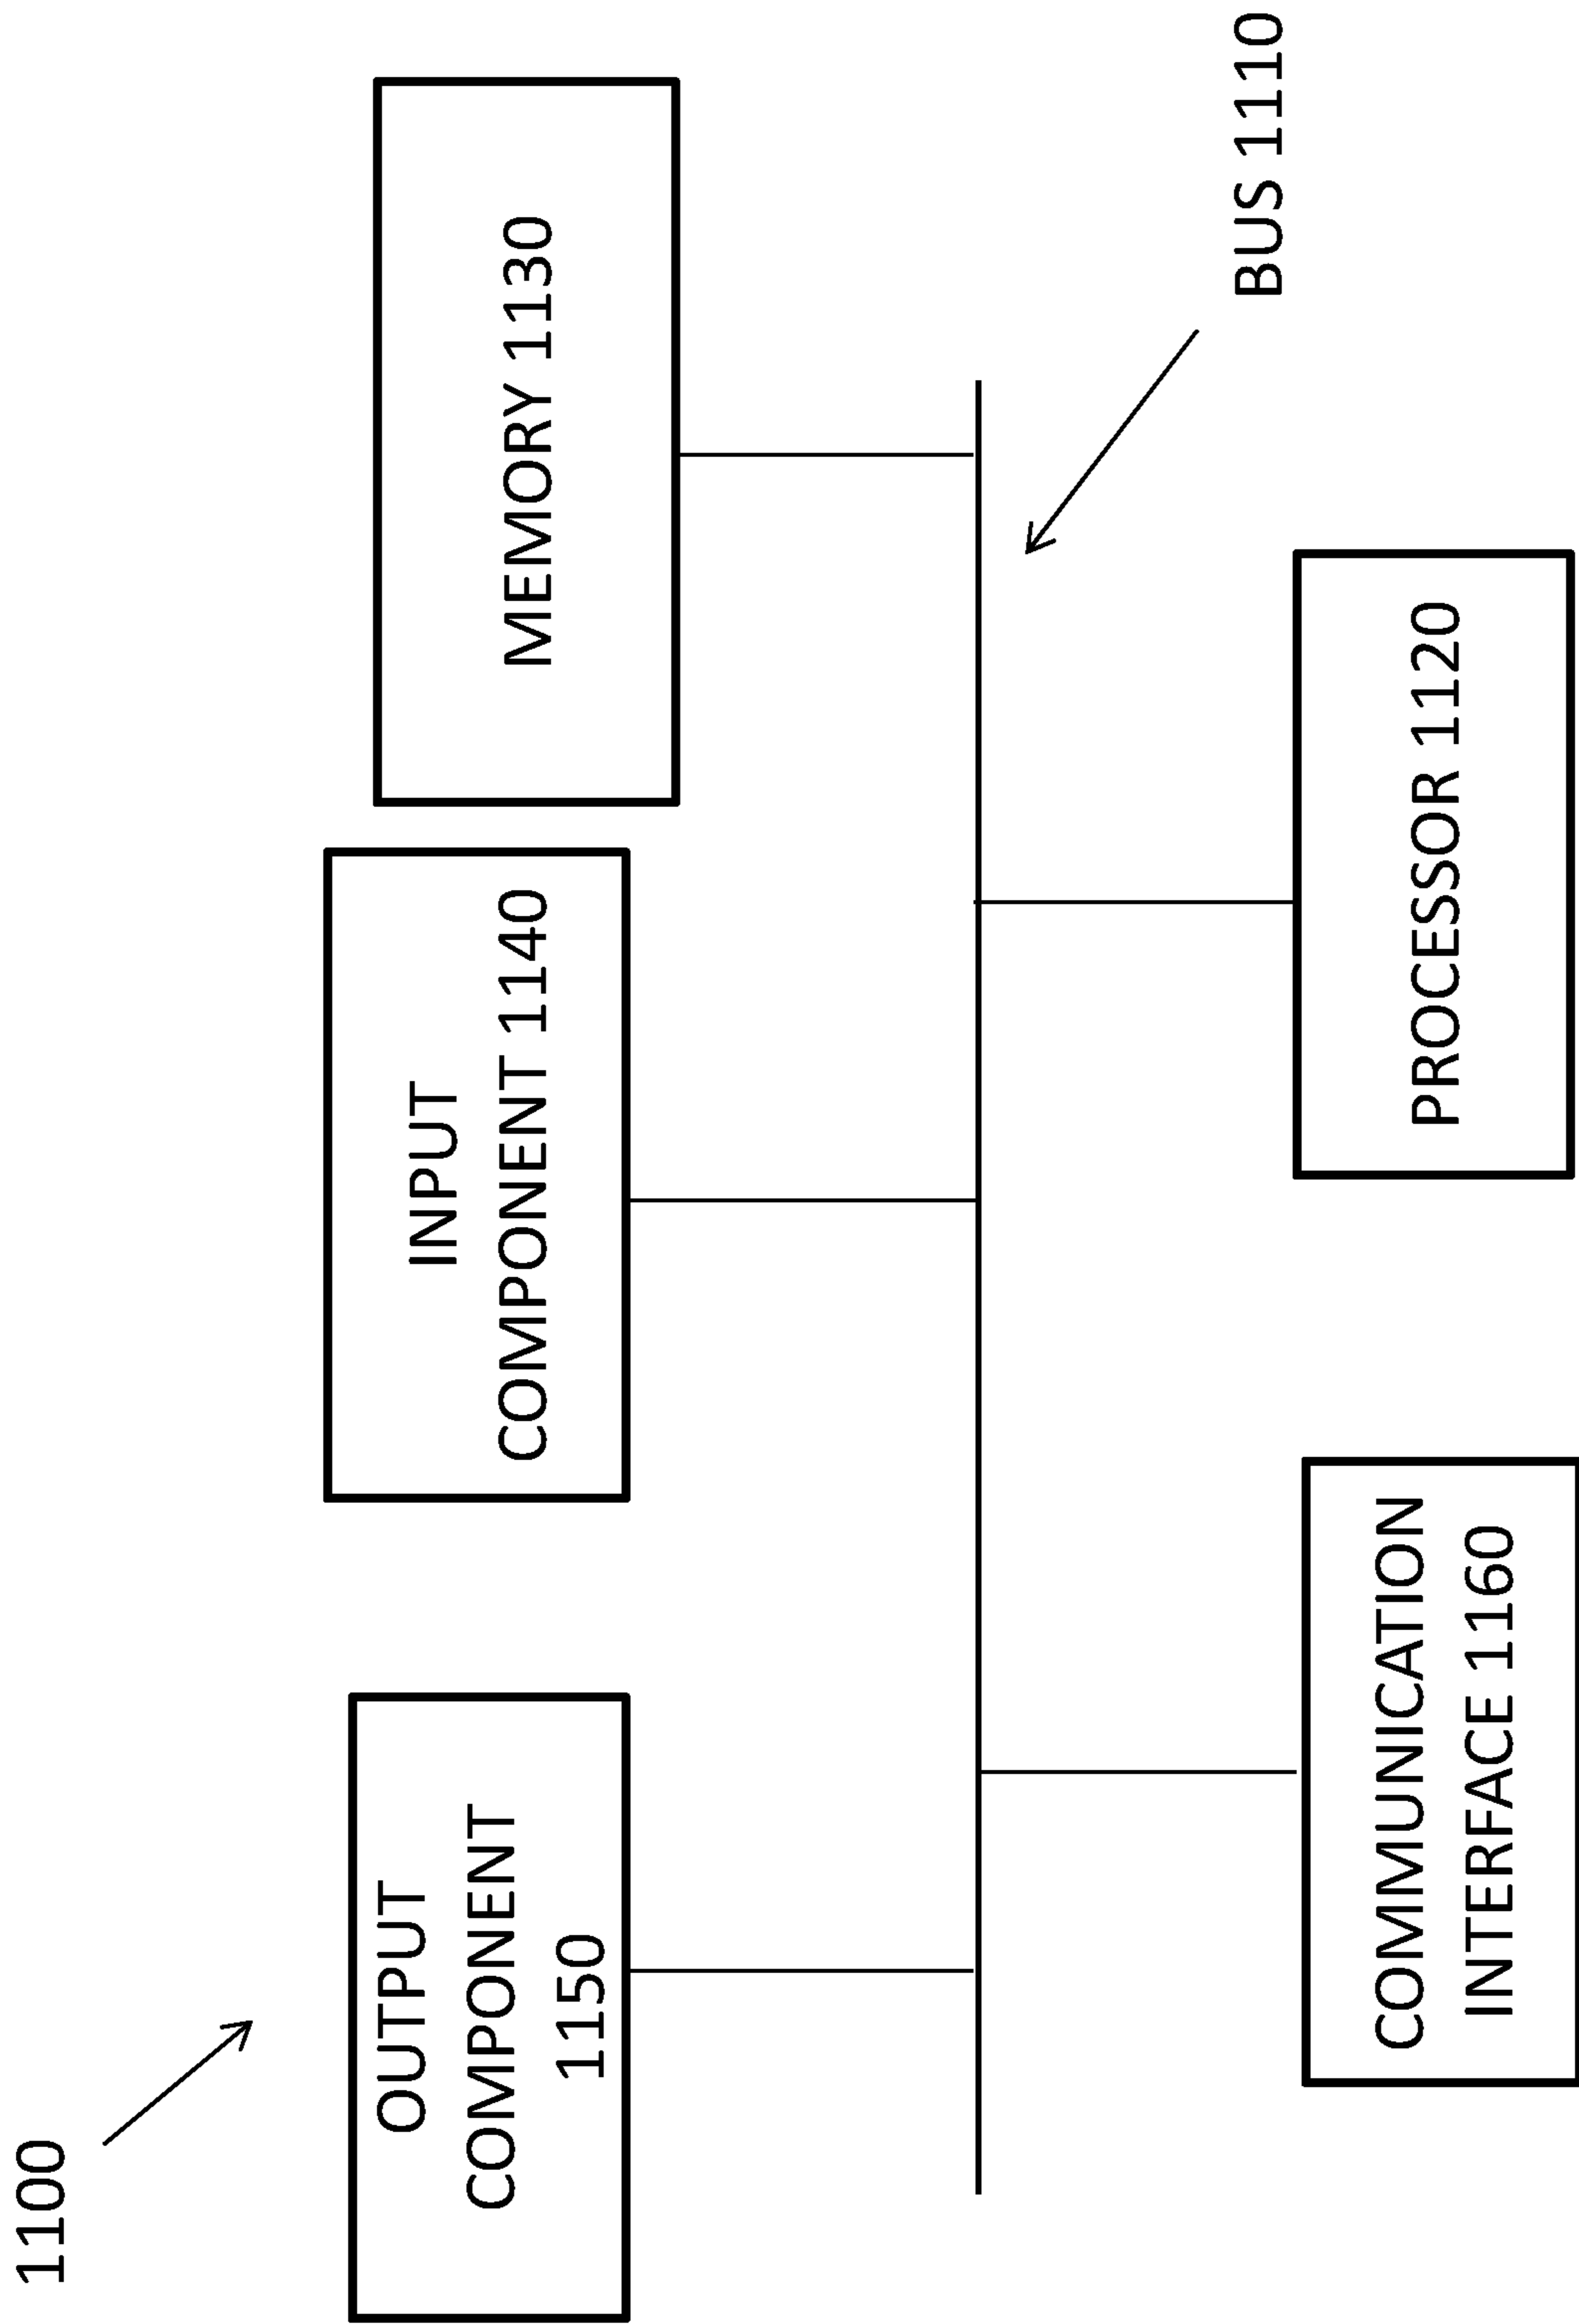 1100
OUTPUT
COMPONENT
1150
INPUT
COMPONENT 1140
MEMORY 1130
BUS 1110
COMMUNICATION
INTERFACE 1160
PROCESSOR 1120